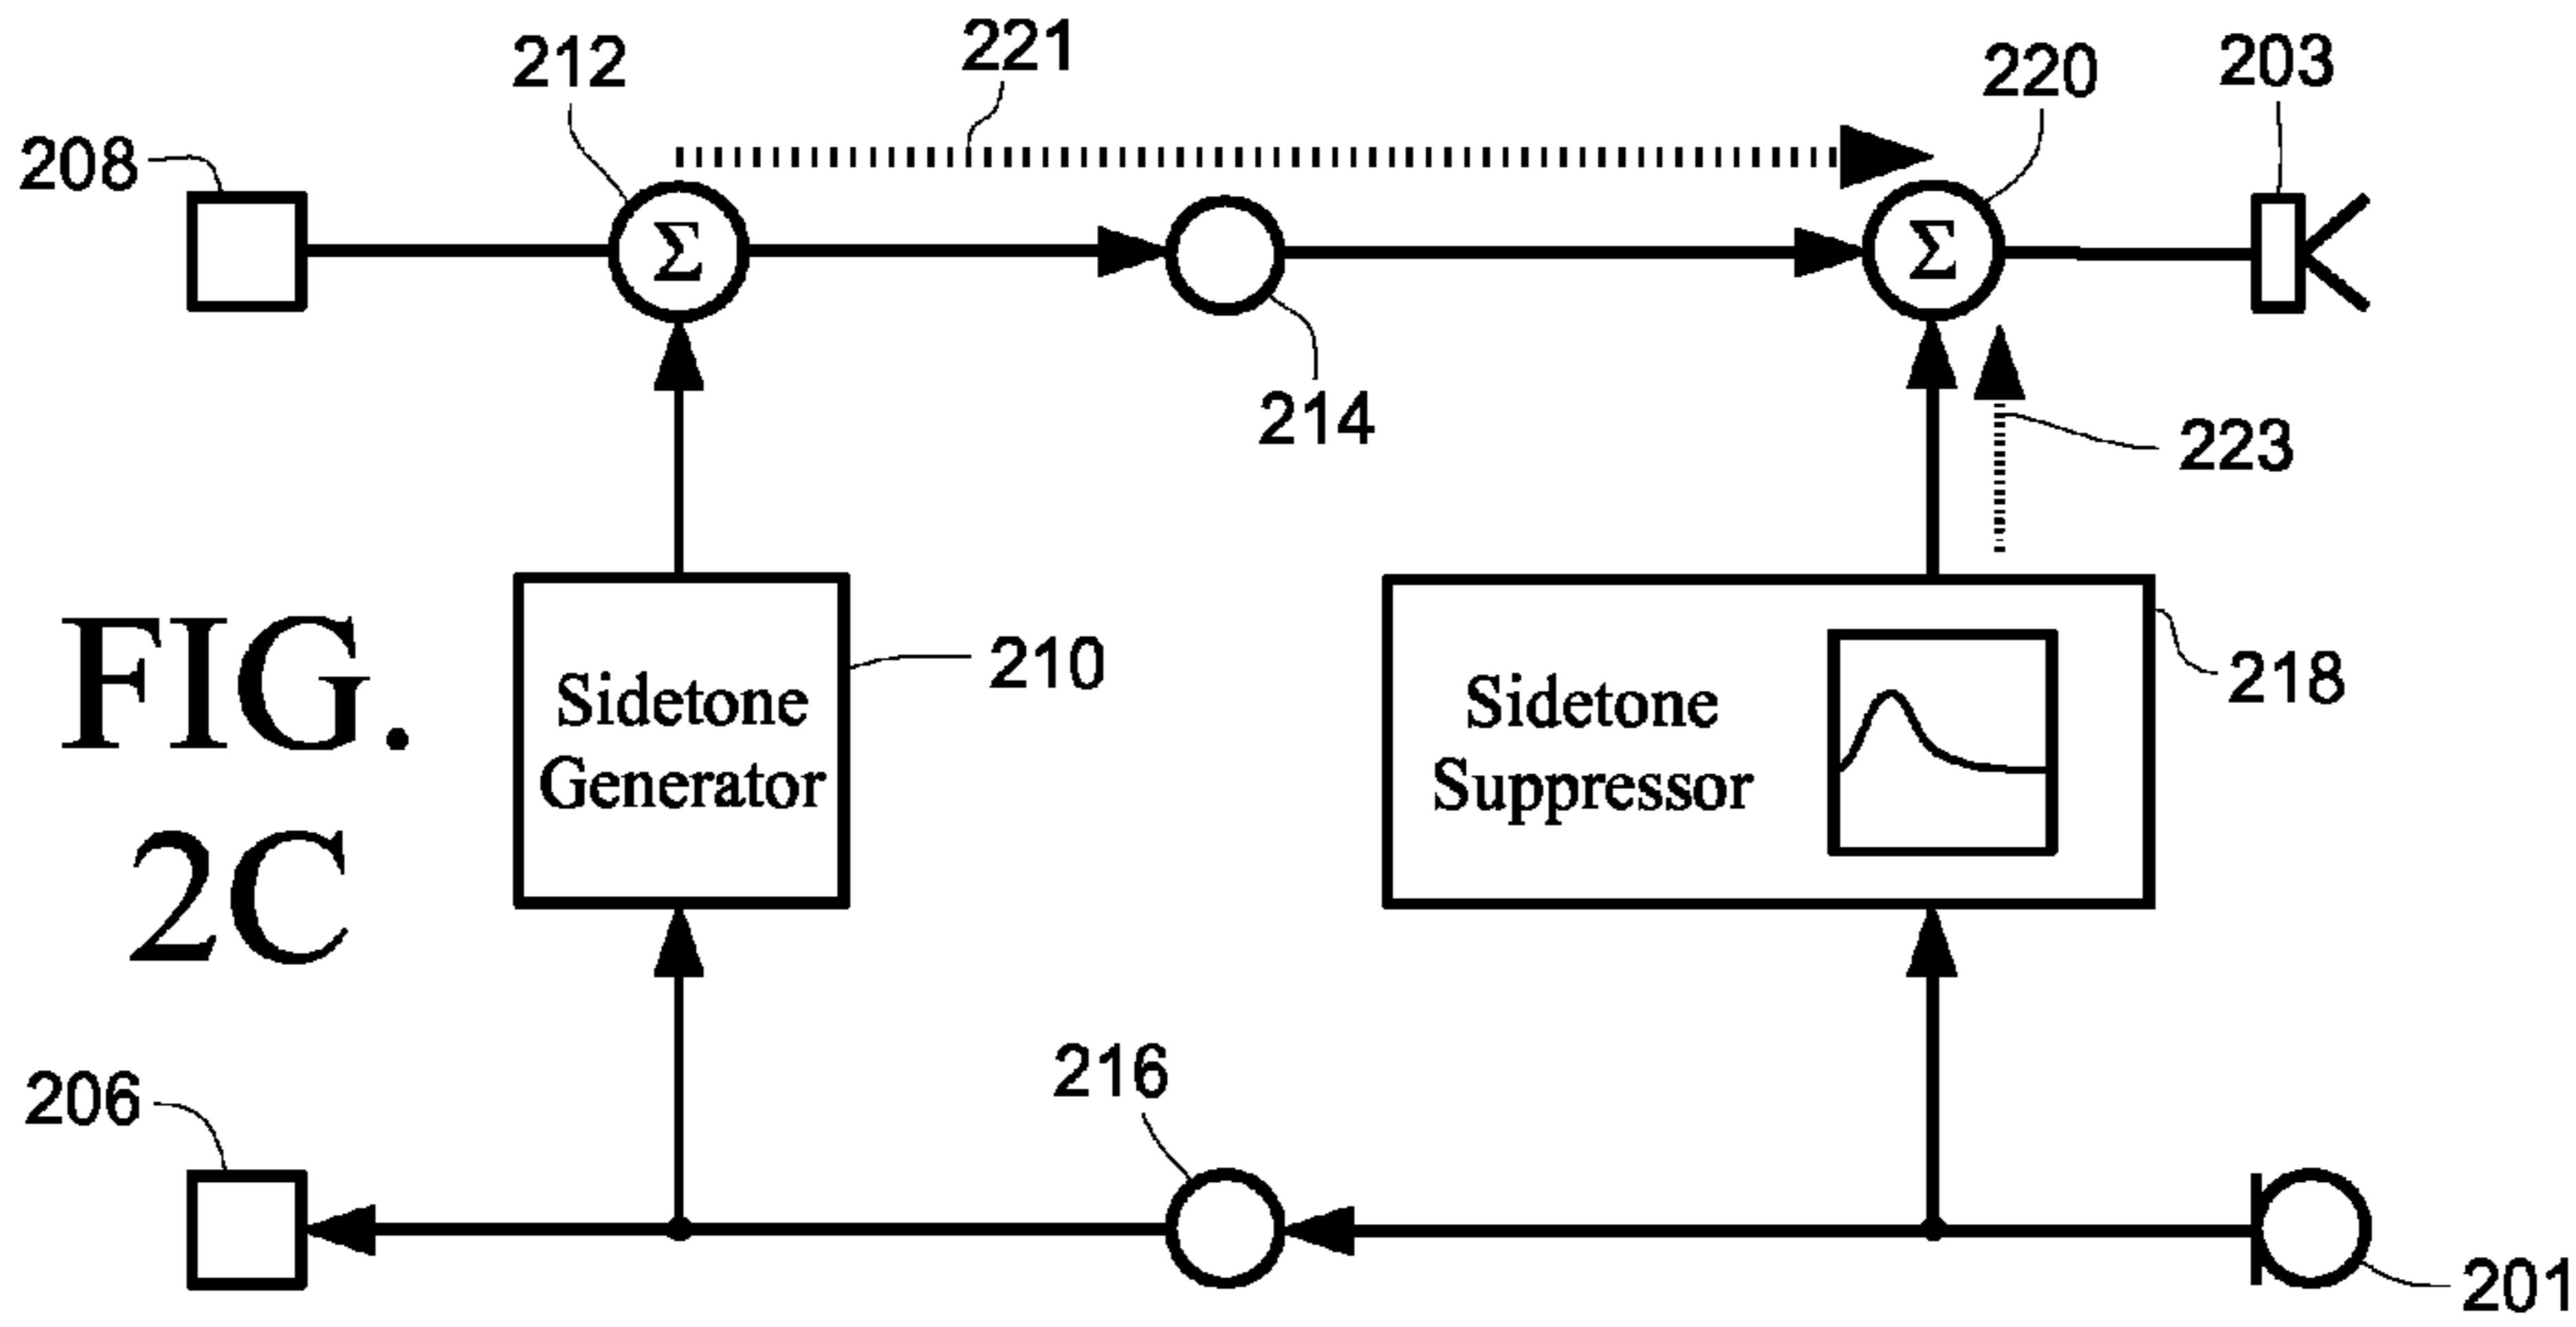 212
221
220
203
208
Σ
Σ
214
223
FIG.
2C
Sidetone
Generator
210
Sidetone
Suppressor
218
216
206
201